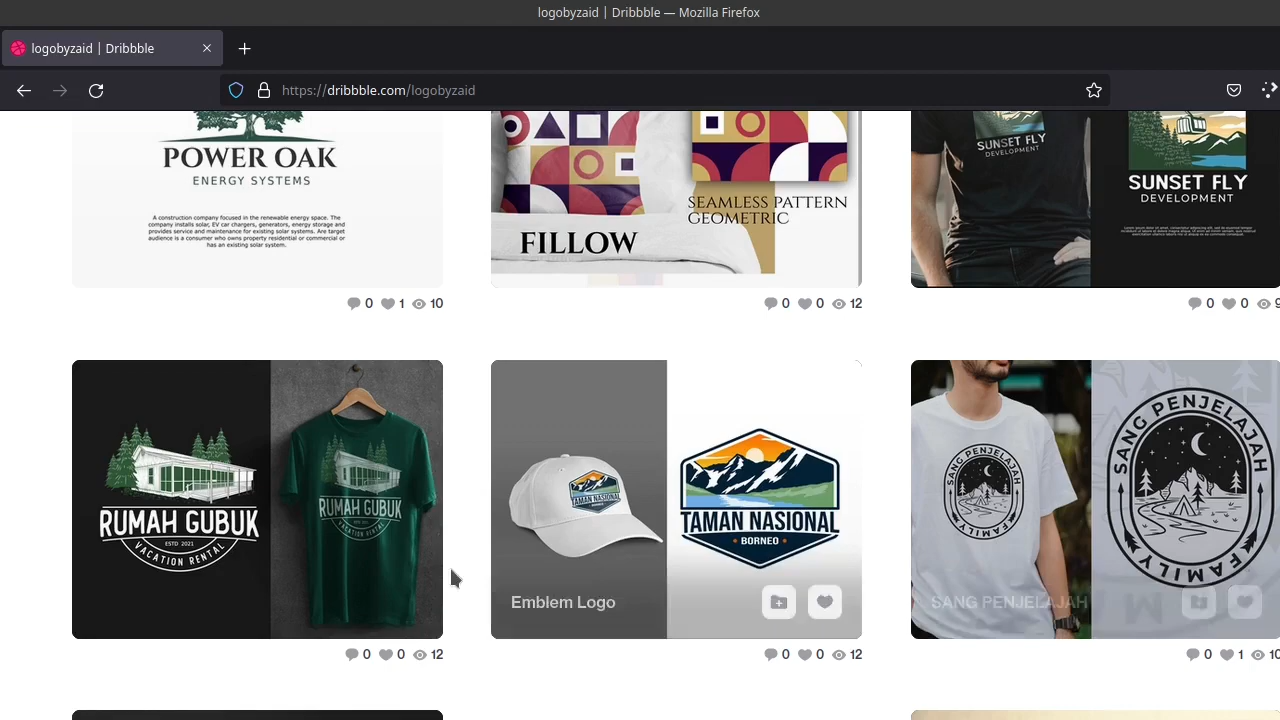 logobyzaid | Dribbble — Mozilla Firefox
logobyzaid | Dribbble
https://dribbble.com/logobyzaid
POWER OAK
ENERGY SYSTEMS
A construction company focused in the renewable energy space. The
company installs solar, EV car chargers, generators, energy storage and
provides service and maintenance for existing solar systems. Are target
audience is a consumer who owns property residential or commercial or
has an existing solar system.
0 1 10
SEAMLESS PATTERN
GEOMETRIC
FILLOW
0 0 12
SUNSET FLY
DEVELOPMENT
SUNSET FLY
DEVELOPMENT
0 0 9
RUMAH GUBUK
ESTD 2021
VACATION RENTAL
RUMAH GUBUK
VACATION RENTAL
0 0 12
TAMAN NASIONAL
TAMAN NASIONAL
BORNEO
Emblem Logo
0 0 12
SANG PENJELAJAH
FAMILY
SANG PENJELAJAH
FAMILY
SANG PENJELAJAH
0 1 10